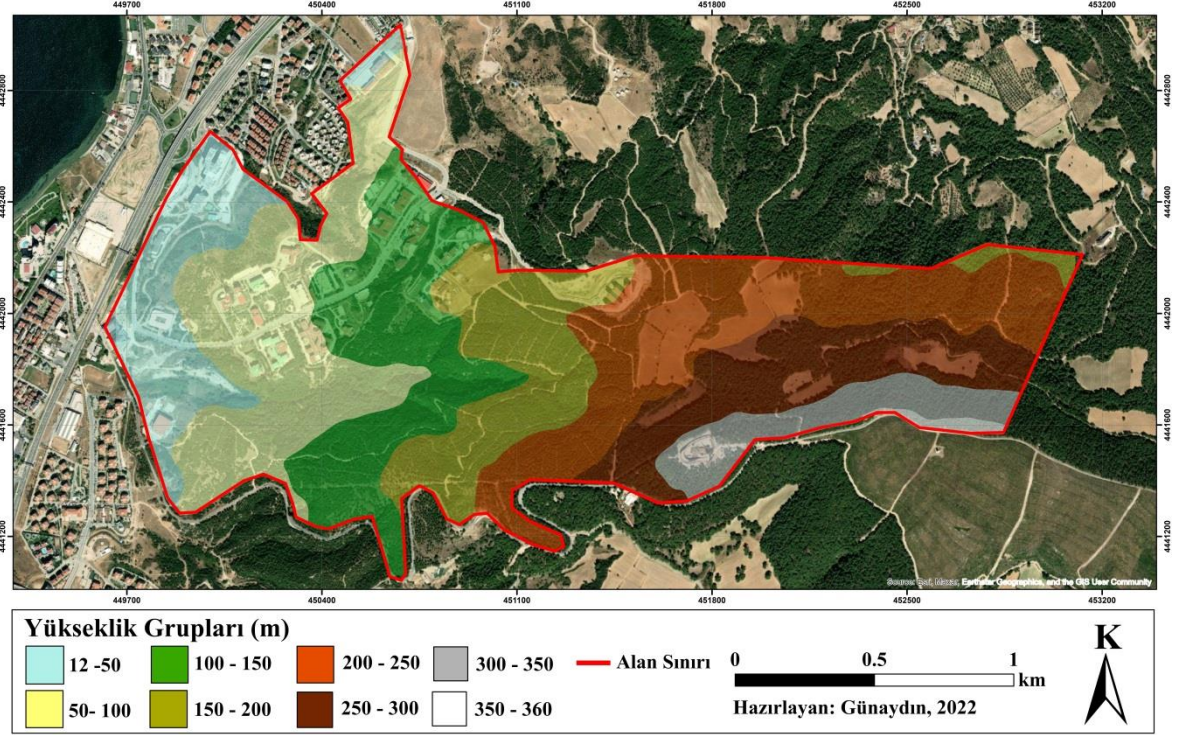 449700 450400 451100 451800 452500 453200
4442800 4442800
4442400 4442400
4442000 4442000
4441600 4441600
4441200 4441200
Source: Esri, Maxar, Earthstar Geographics, and the GIS User Community
449700 450400 451100 451800 452500 453200
Yükseklik Grupları (m)
12 -50 100 - 150 200 - 250 300 - 350 Alan Sınırı 0 0.5 1 km
50- 100 150 - 200 250 - 300 350 - 360 Hazırlayan: Günaydın, 2022
K